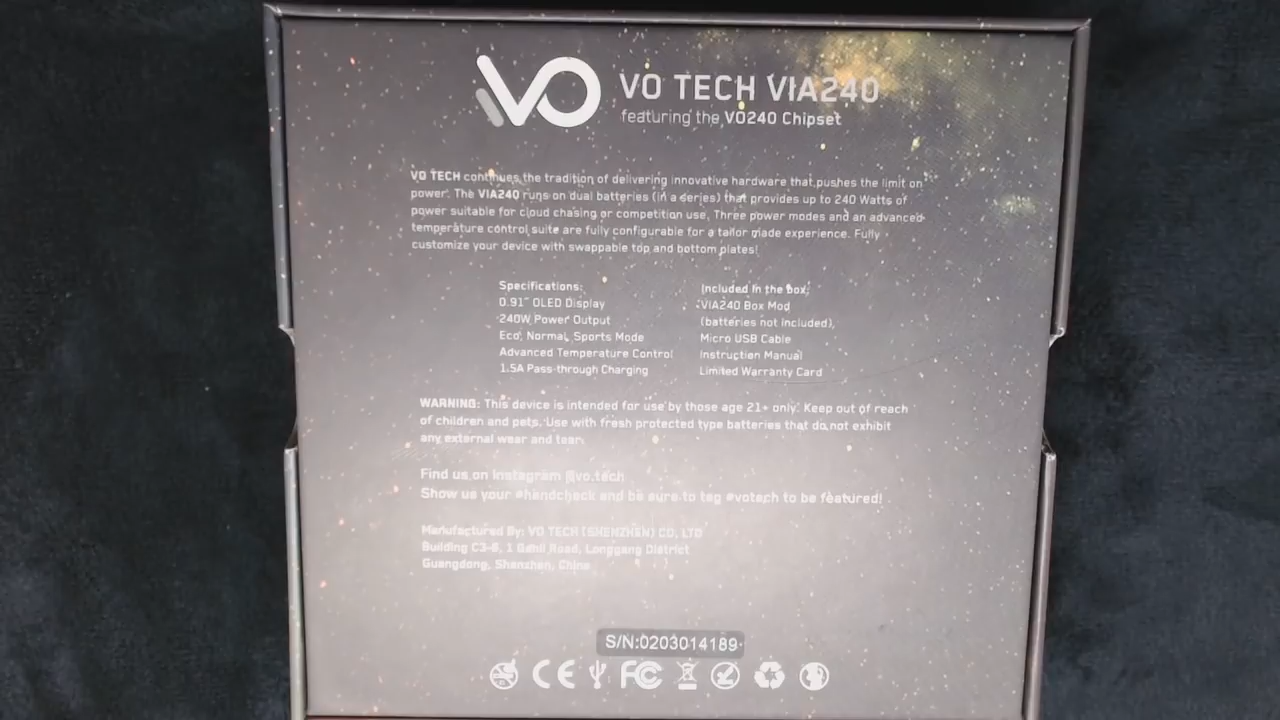 VO
VO TECH VIA240
featuring the VO240 Chipset
VO TECH continues the tradition of delivering innovative hardware that pushes the limit on
power. The VIA240 runs on dual batteries (in a series) that provides up to 240 Watts of
power suitable for cloud chasing or competition use. Three power modes and an advanced
temperature control suite are fully configurable for a tailor made experience. Fully
customize your device with swappable top and bottom plates!
Specifications:
0.91" OLED Display
240W Power Output
Eco, Normal, Sports Mode
Advanced Temperature Control
1.5A Pass-through Charging
Included in the box:
VIA240 Box Mod
(batteries not included),
Micro USB Cable
Instruction Manual
Limited Warranty Card
WARNING: This device is intended for use by those age 21+ only. Keep out of reach
of children and pets. Use with fresh protected type batteries that do not exhibit
any external wear and tear.
Find us on Instagram @vo.tech
Show us your #handcheck and be sure to tag #votech to be featured!
Manufactured By: VO TECH (SHENZHEN) CO, LTD
Building C3-6, 1 Road, Longgang District
Guangdong, Shenzhen, China
S/N:0203014189
CE FC